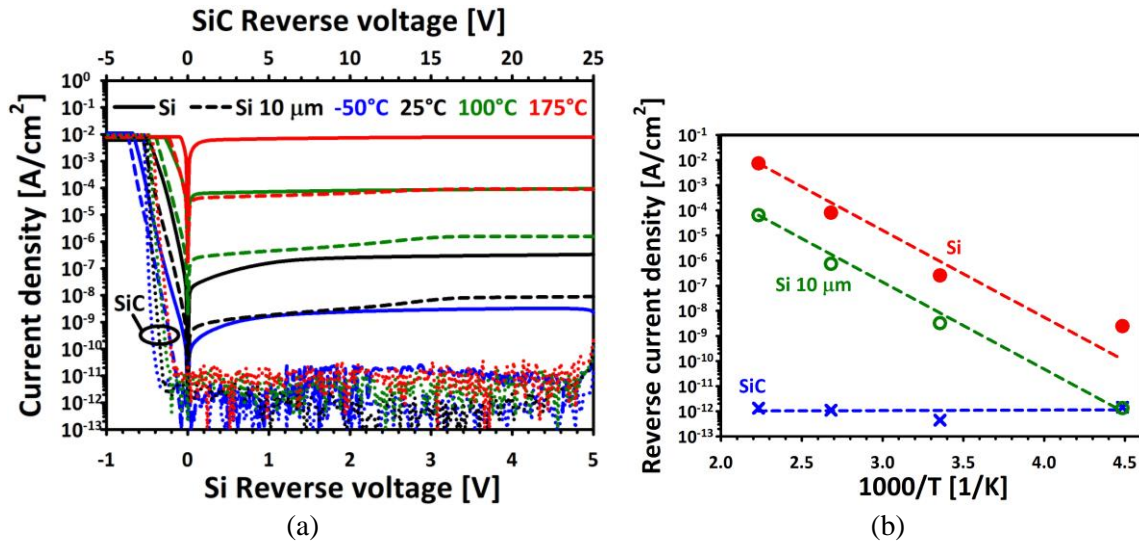 SiC Reverse voltage [V]
-5 0 5 10 15 20 25
10⁰
10⁻¹
10⁻²
10⁻³
10⁻⁴
10⁻⁵
10⁻⁶
10⁻⁷
10⁻⁸
10⁻⁹
10⁻¹⁰
10⁻¹¹
10⁻¹²
10⁻¹³
Current density [A/cm²]
Si Si 10 μm -50°C 25°C 100°C 175°C
SiC
-1 0 1 2 3 4 5
Si Reverse voltage [V]
(a)
Reverse current density [A/cm²]
10⁻¹
10⁻²
10⁻³
10⁻⁴
10⁻⁵
10⁻⁶
10⁻⁷
10⁻⁸
10⁻⁹
10⁻¹⁰
10⁻¹¹
10⁻¹²
10⁻¹³
Si
Si 10 μm
SiC
2.0 2.5 3.0 3.5 4.0 4.5
1000/T [1/K]
(b)